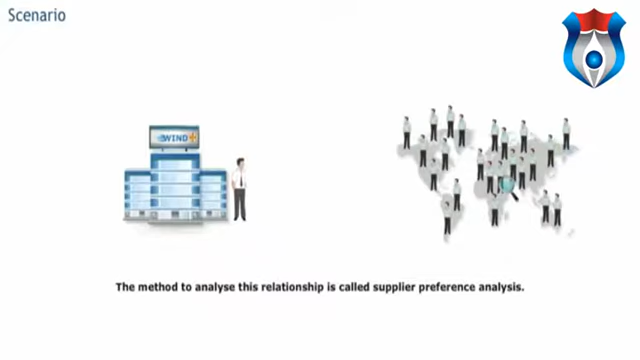 Scenario
WIND+
The method to analyse this relationship is called supplier preference analysis.